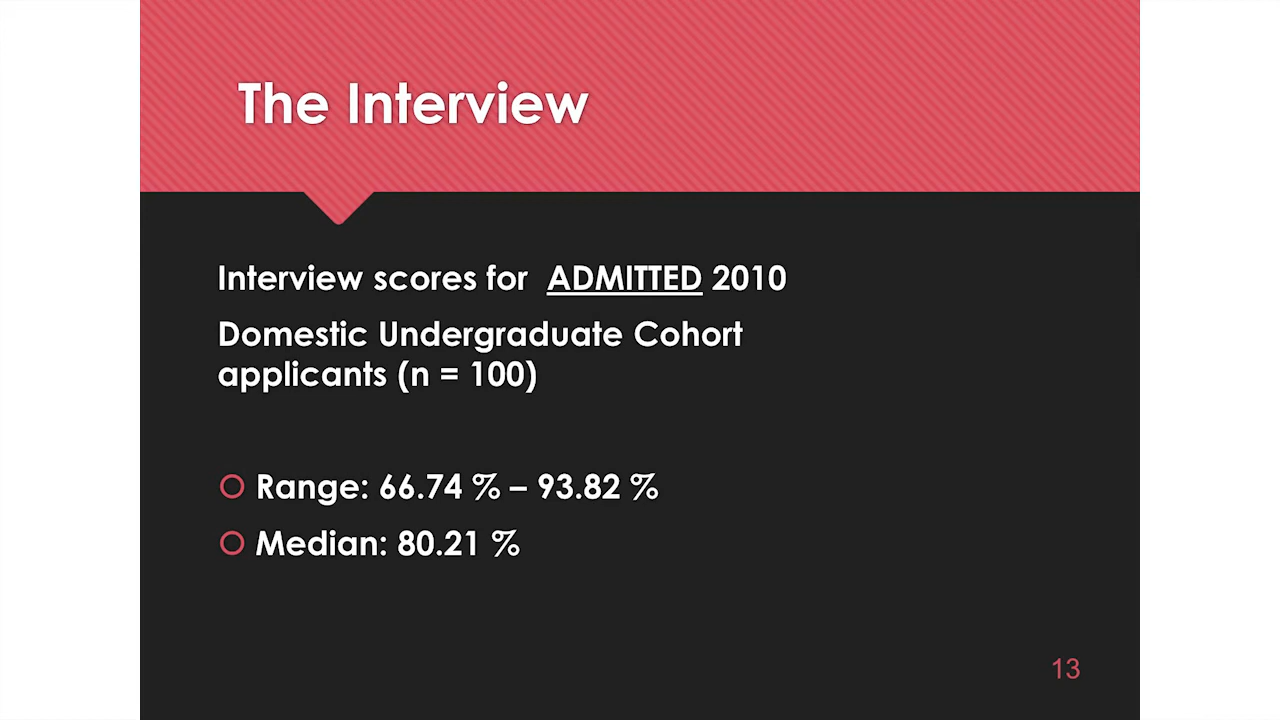 The Interview
Interview scores for ADMITTED 2010
Domestic Undergraduate Cohort
applicants (n = 100)
Range: 66.74 % – 93.82 %
Median: 80.21 %
13